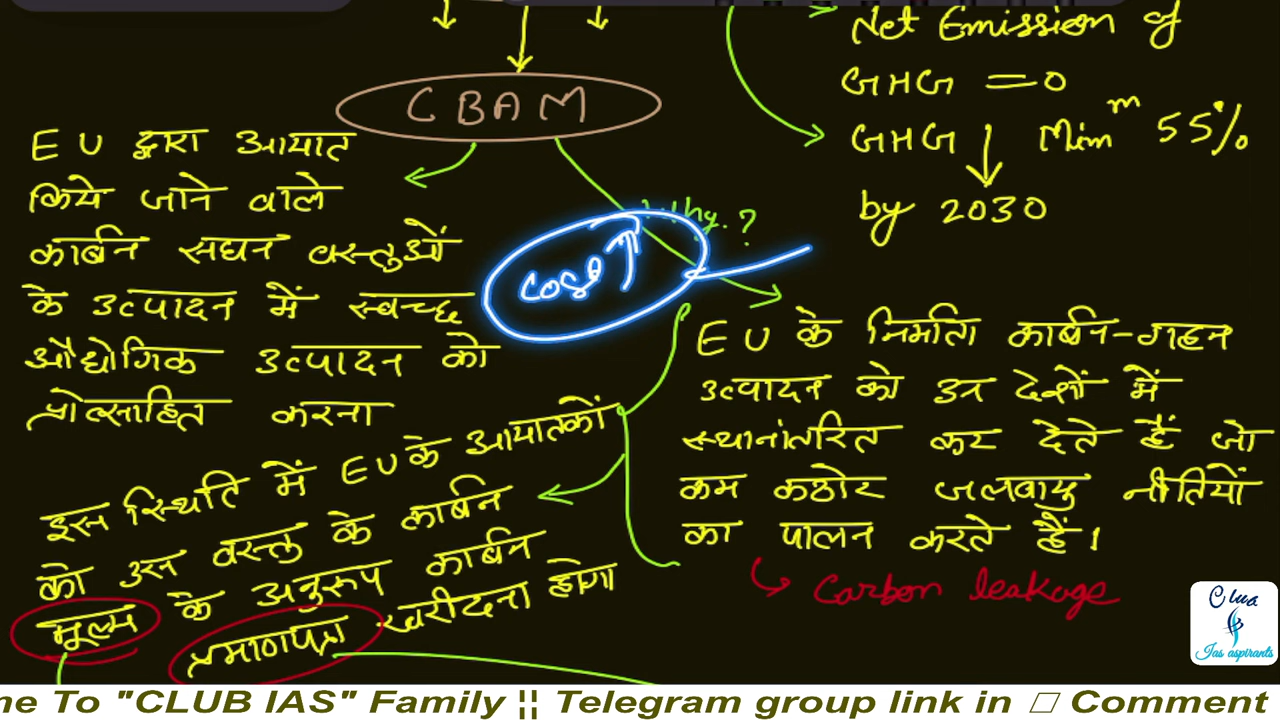 Net Emission of
GHG = 0
GHG ↓ Mim^m 55%
by 2030
CBAM
EU द्वारा आयात
किये जाने वाले
कार्बन सघन वस्तुओं
के उत्पादन में स्वच्छ
औद्योगिक उत्पादन को
प्रोत्साहित करना
Why.?
cost ↑
EU के निर्माता कार्बन-गहन
उत्पादन को उन देशों में
स्थानांतरित कर देते हैं जो
कम कठोर जलवायु नीतियों
का पालन करते हैं।
Carbon leakage
इस स्थिति में EU के आयातकों
को उस वस्तु के कार्बन
मूल्य के अनुरूप कार्बन
प्रमाणपत्र खरीदना होगा
Club
Ias aspirants
me To "CLUB IAS" Family ¦¦ Telegram group link in □ Comment